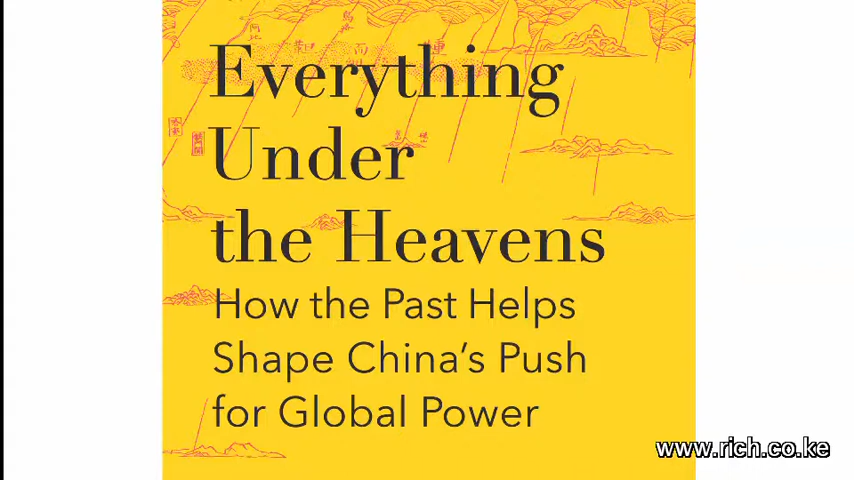 Everything
Under
the Heavens
How the Past Helps
Shape China's Push
for Global Power
www.rich.co.ke